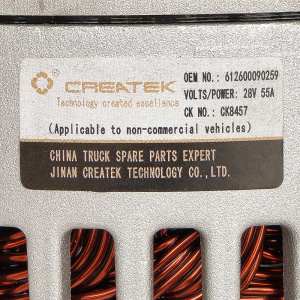 CREATEK
Technology created excellence
OEM NO.: 612600090259
VOLTS/POWER: 28V 55A
CK NO.: CK8457
(Applicable to non-commercial vehicles)
CHINA TRUCK SPARE PARTS EXPERT
JINAN CREATEK TECHNOLOGY CO.,LTD.